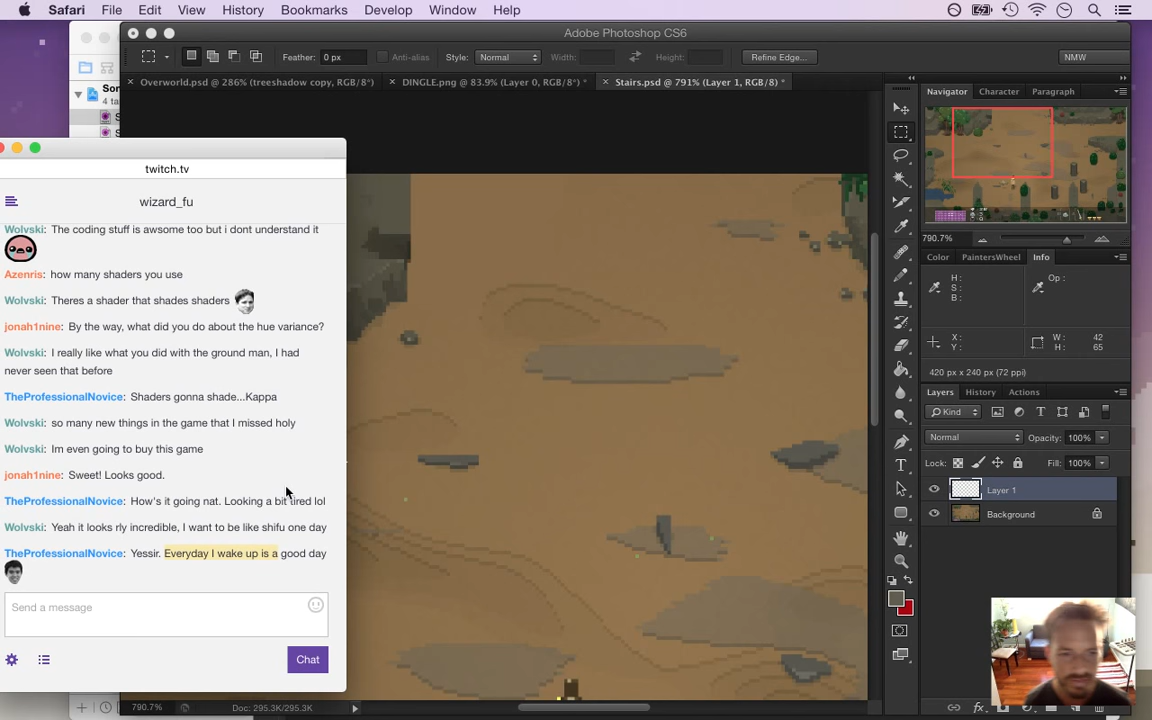 Safari File Edit View History Bookmarks Develop Window Help
Adobe Photoshop CS6
Feather: 0 px Anti-alias Style: Normal Width: Height: Refine Edge... NMW
Overworld.psd @ 286% (treeshadow copy, RGB/8*) DINGLE.png @ 83.9% (Layer 0, RGB/8*) * Stairs.psd @ 791% (Layer 1, RGB/8) *
Navigator Character Paragraph
790.7%
Color PaintersWheel Info
H: Op:
S:
B:
X: W: 42
Y: H: 65
420 px x 240 px (72 ppi)
Layers History Actions
Kind
Normal Opacity: 100%
Lock: Fill: 100%
Layer 1
Background
790.7% Doc: 295.3K/295.3K
twitch.tv
wizard_fu
Wolvski: The coding stuff is awsome too but i dont understand it
Azenris: how many shaders you use
Wolvski: Theres a shader that shades shaders
jonah1nine: By the way, what did you do about the hue variance?
Wolvski: I really like what you did with the ground man, I had
never seen that before
TheProfessionalNovice: Shaders gonna shade...Kappa
Wolvski: so many new things in the game that I missed holy
Wolvski: Im even going to buy this game
jonah1nine: Sweet! Looks good.
TheProfessionalNovice: How's it going nat. Looking a bit tired lol
Wolvski: Yeah it looks rly incredible, I want to be like shifu one day
TheProfessionalNovice: Yessir. Everyday I wake up is a good day
Send a message
Chat